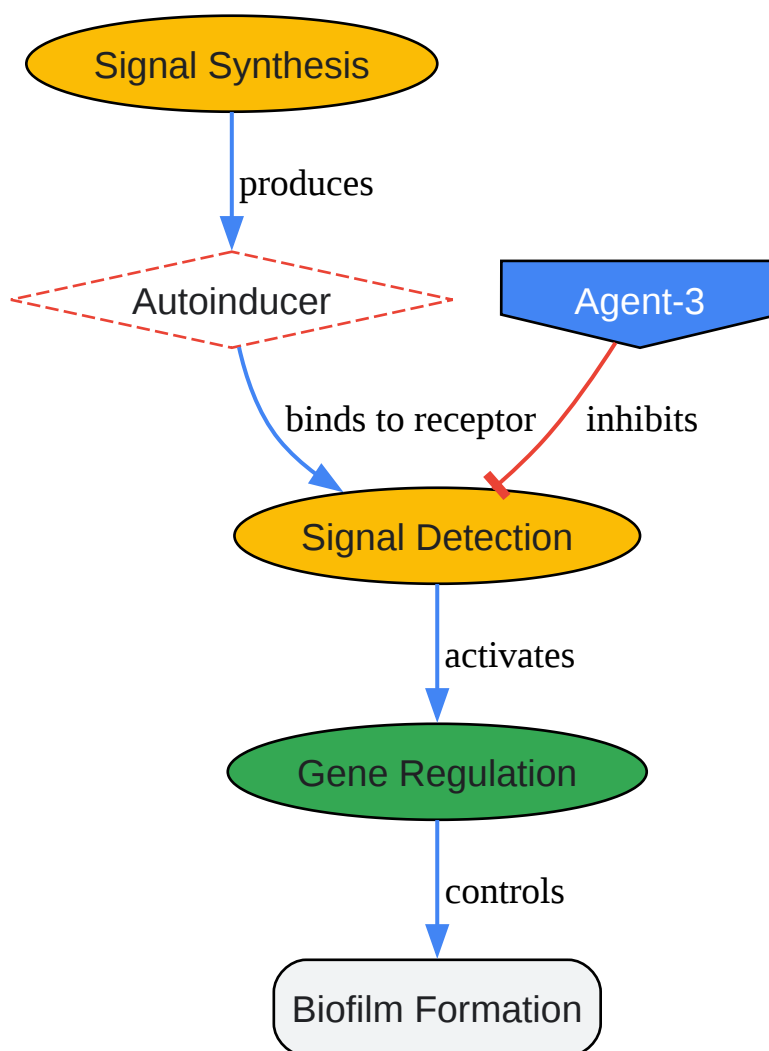 Signal Synthesis
produces
Autoinducer
Agent-3
binds to receptor
inhibits
Signal Detection
activates
Gene Regulation
controls
Biofilm Formation